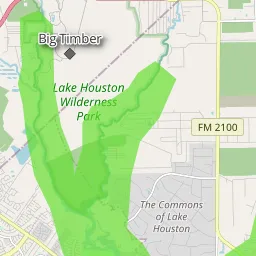 Big Timber
Lake Houston
Wilderness
Park
FM 2100
The Commons
of Lake
Houston